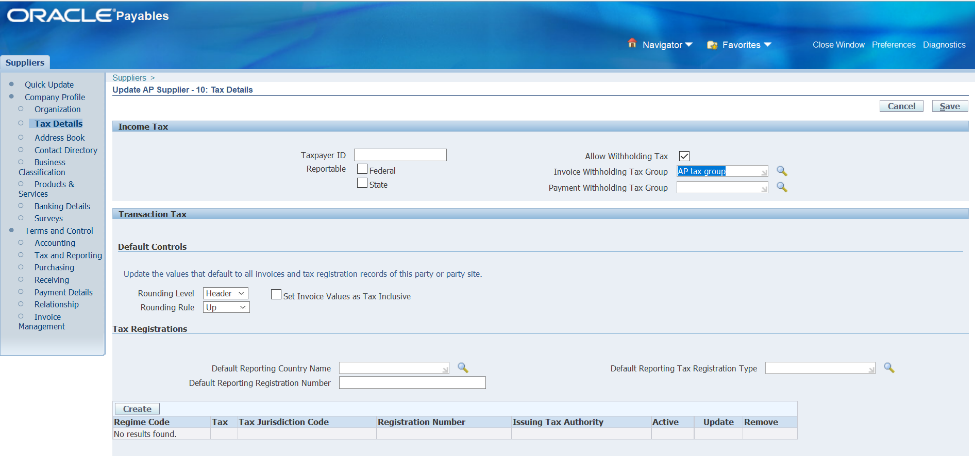 ORACLE® Payables
Navigator Favorites Close Window Preferences Diagnostics
Suppliers
Quick Update
Company Profile
Organization
Tax Details
Address Book
Contact Directory
Business
Classification
Products &
Services
Banking Details
Surveys
Terms and Control
Accounting
Tax and Reporting
Purchasing
Receiving
Payment Details
Relationship
Invoice
Management
Suppliers >
Update AP Supplier - 10: Tax Details
Cancel Save
Income Tax
Taxpayer ID Allow Withholding Tax
Reportable Federal Invoice Withholding Tax Group AP tax group
State Payment Withholding Tax Group
Transaction Tax
Default Controls
Update the values that default to all invoices and tax registration records of this party or party site.
Rounding Level Header Set Invoice Values as Tax Inclusive
Rounding Rule Up
Tax Registrations
Default Reporting Country Name Default Reporting Tax Registration Type
Default Reporting Registration Number
Create
Regime Code Tax Tax Jurisdiction Code Registration Number Issuing Tax Authority Active Update Remove
No results found.